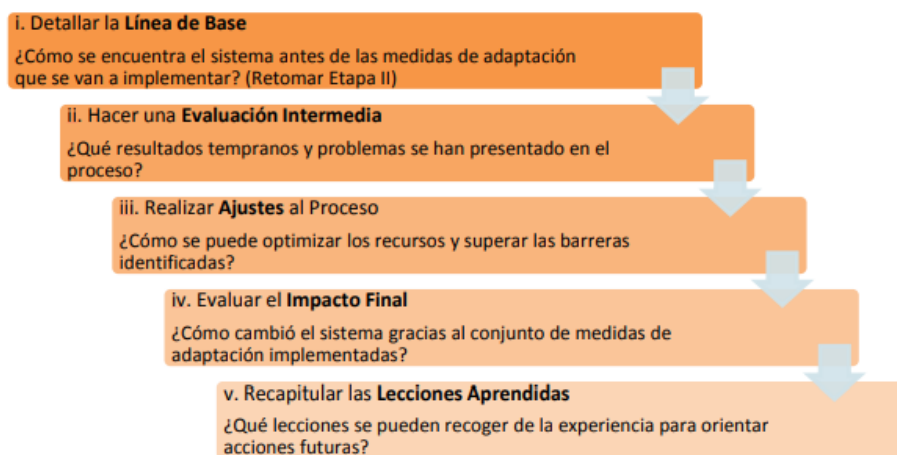 i. Detallar la Línea de Base
¿Cómo se encuentra el sistema antes de las medidas de adaptación
que se van a implementar? (Retomar Etapa II)
ii. Hacer una Evaluación Intermedia
¿Qué resultados tempranos y problemas se han presentado en el
proceso?
iii. Realizar Ajustes al Proceso
¿Cómo se puede optimizar los recursos y superar las barreras
identificadas?
iv. Evaluar el Impacto Final
¿Cómo cambió el sistema gracias al conjunto de medidas de
adaptación implementadas?
v. Recapitular las Lecciones Aprendidas
¿Qué lecciones se pueden recoger de la experiencia para orientar
acciones futuras?